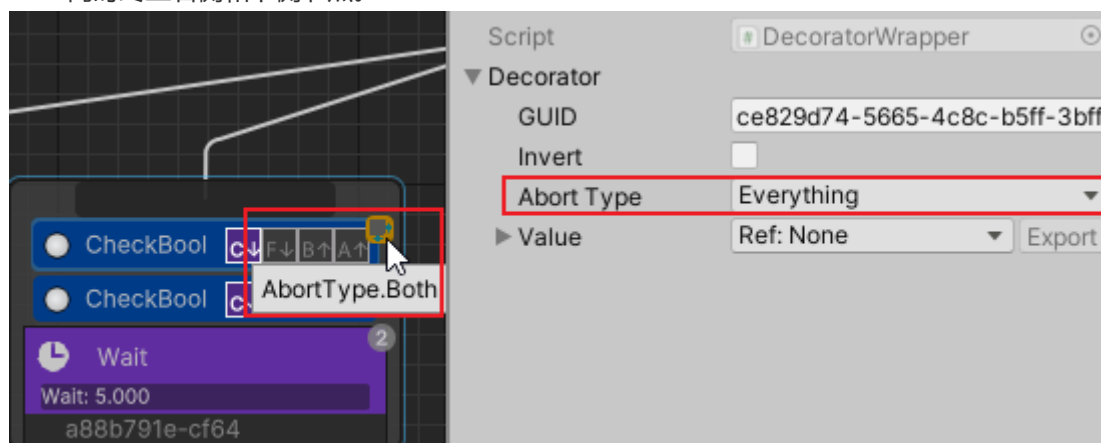 Script
DecoratorWrapper
Decorator
GUID
ce829d74-5665-4c8c-b5ff-3bff
Invert
Abort Type
Everything
Value
Ref: None
Export
CheckBool
C↓ F↓ B↑ A↑
CheckBool
C
AbortType.Both
2
Wait
Wait: 5.000
a88b791e-cf64